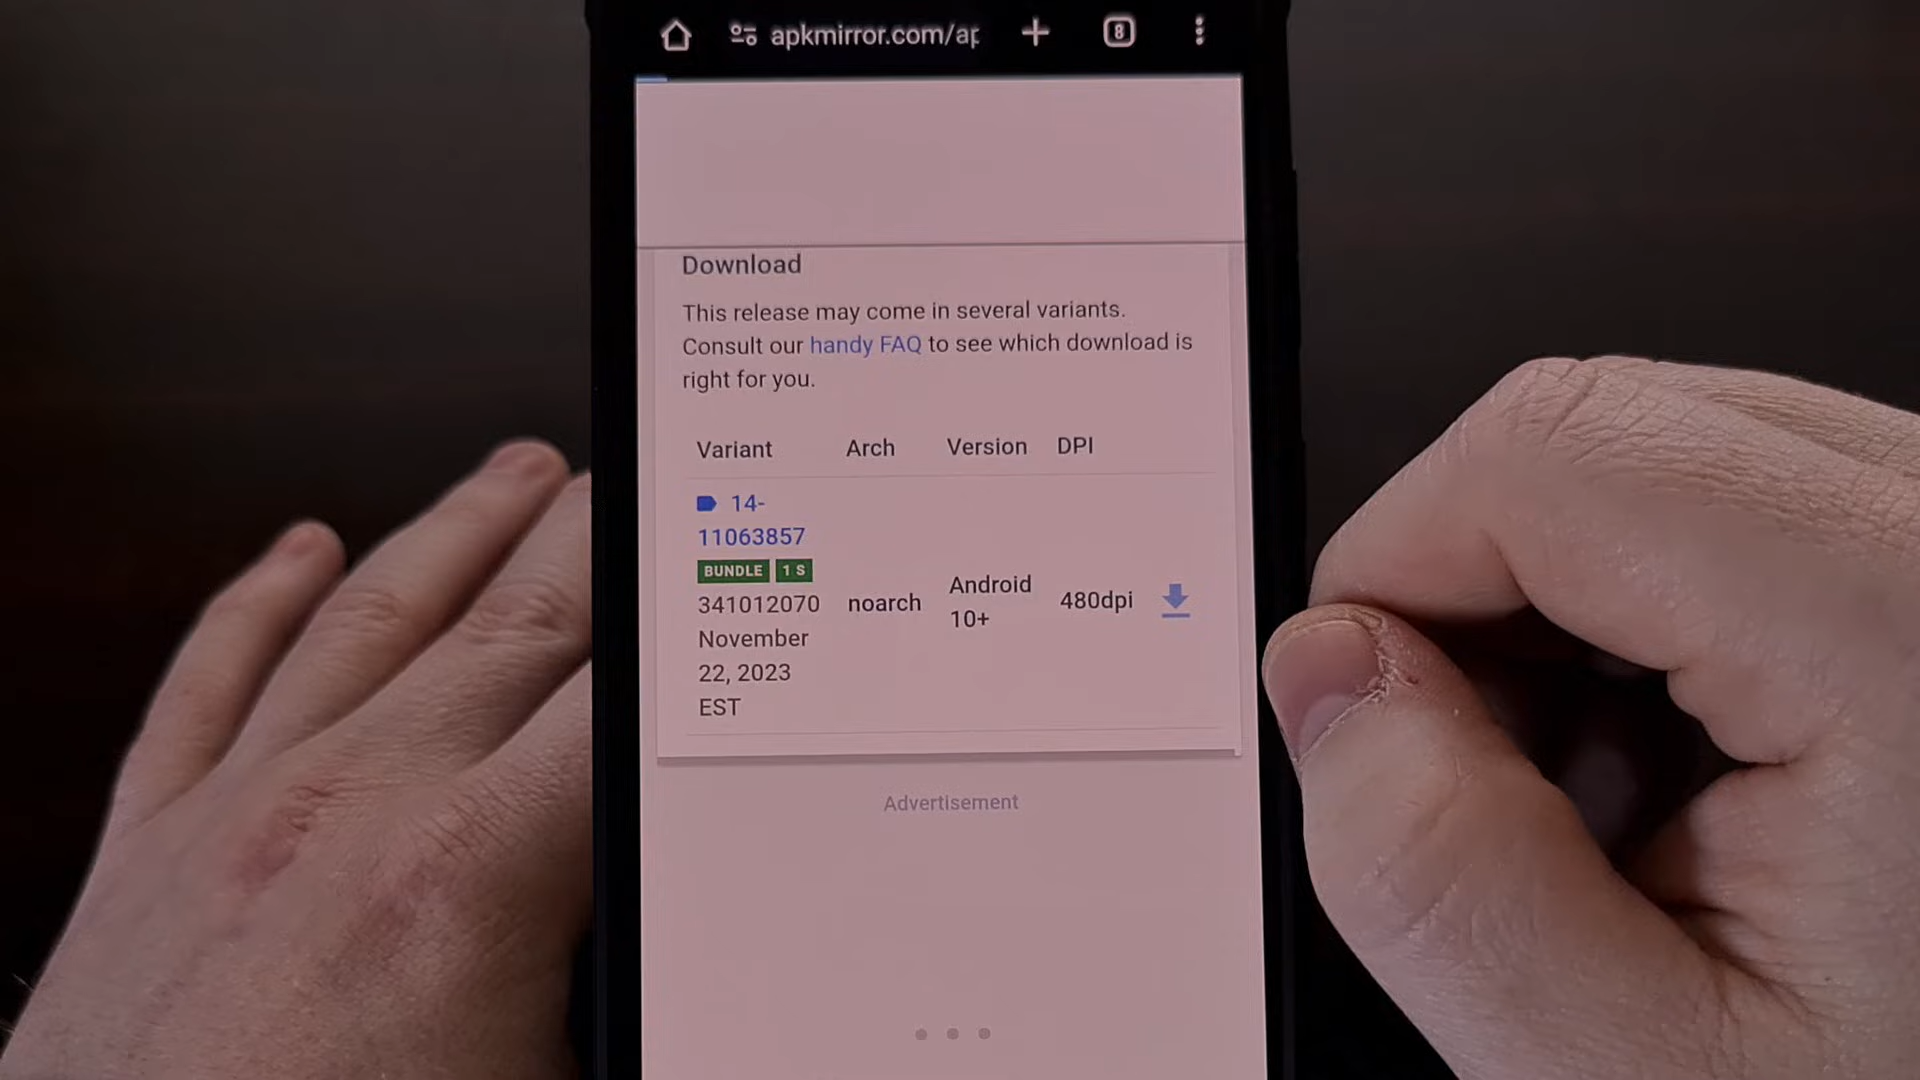 apkmirror.com/ap
8
Download
This release may come in several variants.
Consult our handy FAQ to see which download is
right for you.
Variant Arch Version DPI
14-
11063857
BUNDLE 1 S
341012070
November
22, 2023
EST
noarch
Android
10+
480dpi
Advertisement